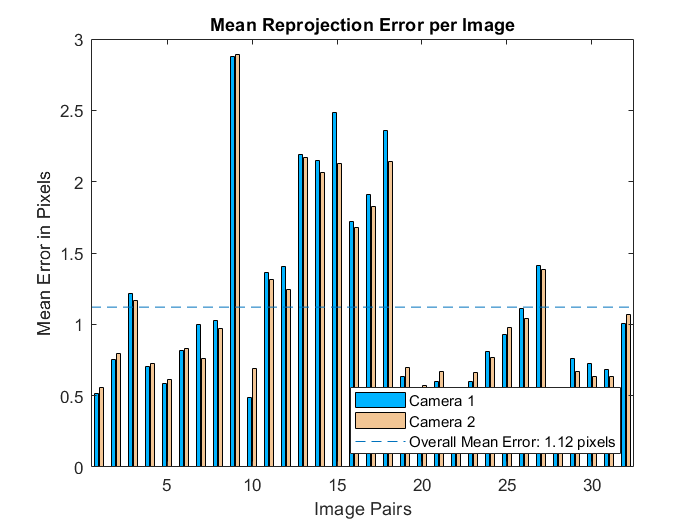 Mean Reprojection Error per Image
3
2.5
2
1.5
1
0.5
0
Mean Error in Pixels
5
10
15
20
25
30
Image Pairs
Camera 1
Camera 2
Overall Mean Error: 1.12 pixels